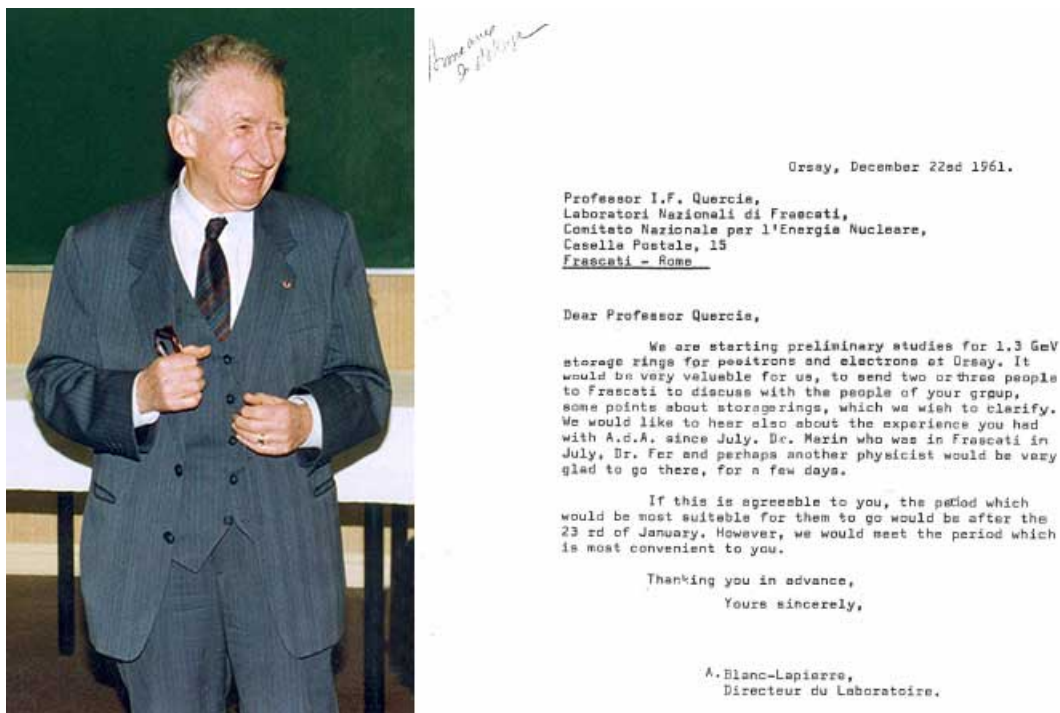 Orsay, December 22ed 1961.
Professor I.F. Quercia,
Laboratori Nazionali di Frascati,
Comitato Nazionale per l'Energia Nucleare,
Casella Postale, 15
Frascati - Rome
Dear Professor Quercia,
We are starting preliminary studies for 1.3 GeV
storage rings for positrons and electrons at Orsay. It
would be very valuable for us, to send two or three people
to Frascati to discuss with the people of your group,
some points about storagerings, which we wish to clarify.
We would like to hear also about the experience you had
with A.d.A. since July. Dr. Marin who was in Frascati in
July, Dr. Fer and perhaps another physicist would be very
glad to go there, for a few days.
If this is agreeable to you, the period which
would be most suitable for them to go would be after the
23 rd of January. However, we would meet the period which
is most convenient to you.
Thanking you in advance,
Yours sincerely,
A. Blanc-Lapierre,
Directeur du Laboratoire.